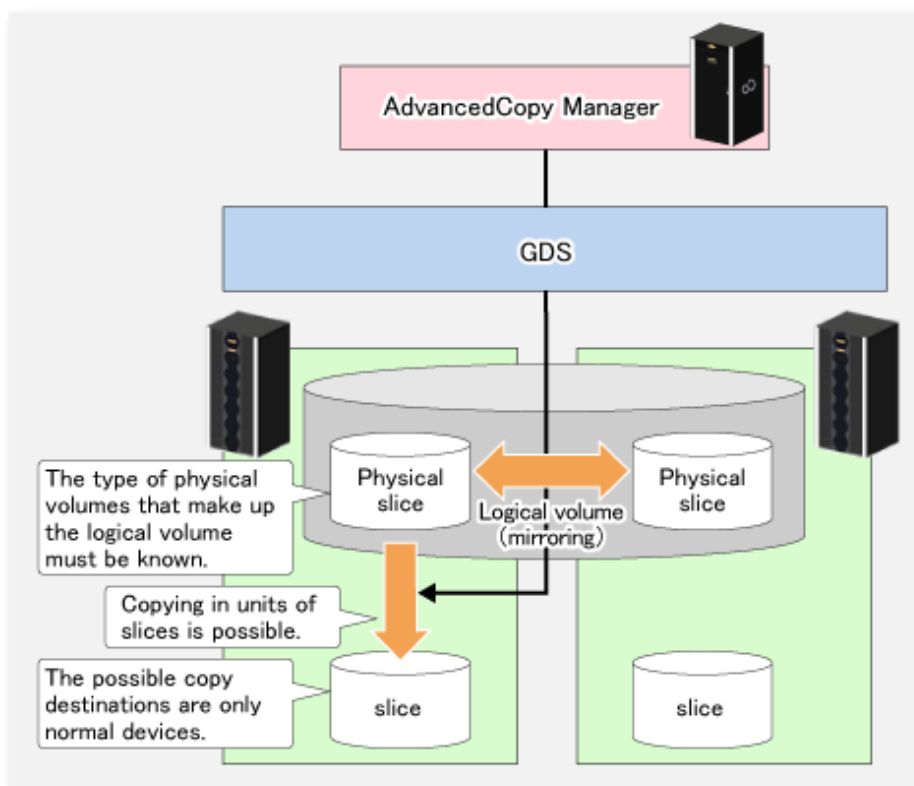 AdvancedCopy Manager
GDS
The type of physical
volumes that make up
the logical volume
must be known.
Physical
slice
Logical volume
(mirroring)
Physical
slice
Copying in units of
slices is possible.
The possible copy
destinations are only
normal devices.
slice
slice